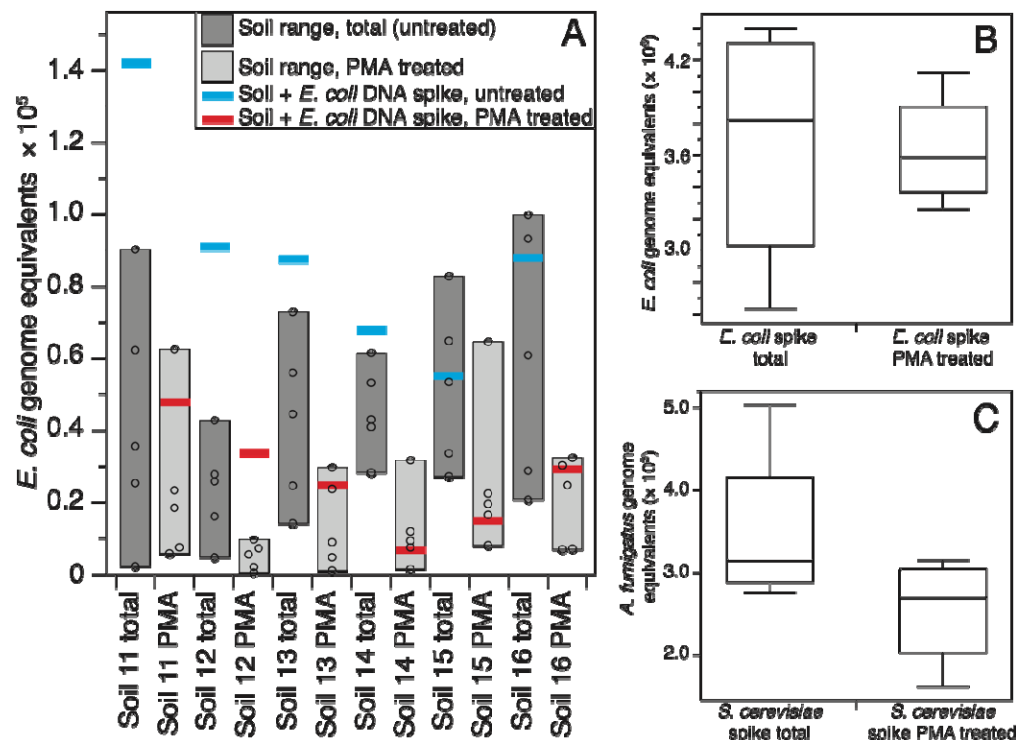 A
Soil range, total (untreated)
Soil range, PMA treated
Soil + E. coli DNA spike, untreated
Soil + E. coli DNA spike, PMA treated
E. coli genome equivalents × 10⁵
1.4
1.2
1.0
0.8
0.6
0.4
0.2
0
Soil 11 total
Soil 11 PMA
Soil 12 total
Soil 12 PMA
Soil 13 total
Soil 13 PMA
Soil 14 total
Soil 14 PMA
Soil 15 total
Soil 15 PMA
Soil 16 total
Soil 16 PMA
B
E. coli genome equivalents (×
4.2
3.6
3.0
E. coli spike
total
E. coli spike
PMA treated
C
A. fumigatus genome
equivalents (×
5.0
4.0
3.0
2.0
S. cerevisiae
spike total
S. cerevisiae
spike PMA treated